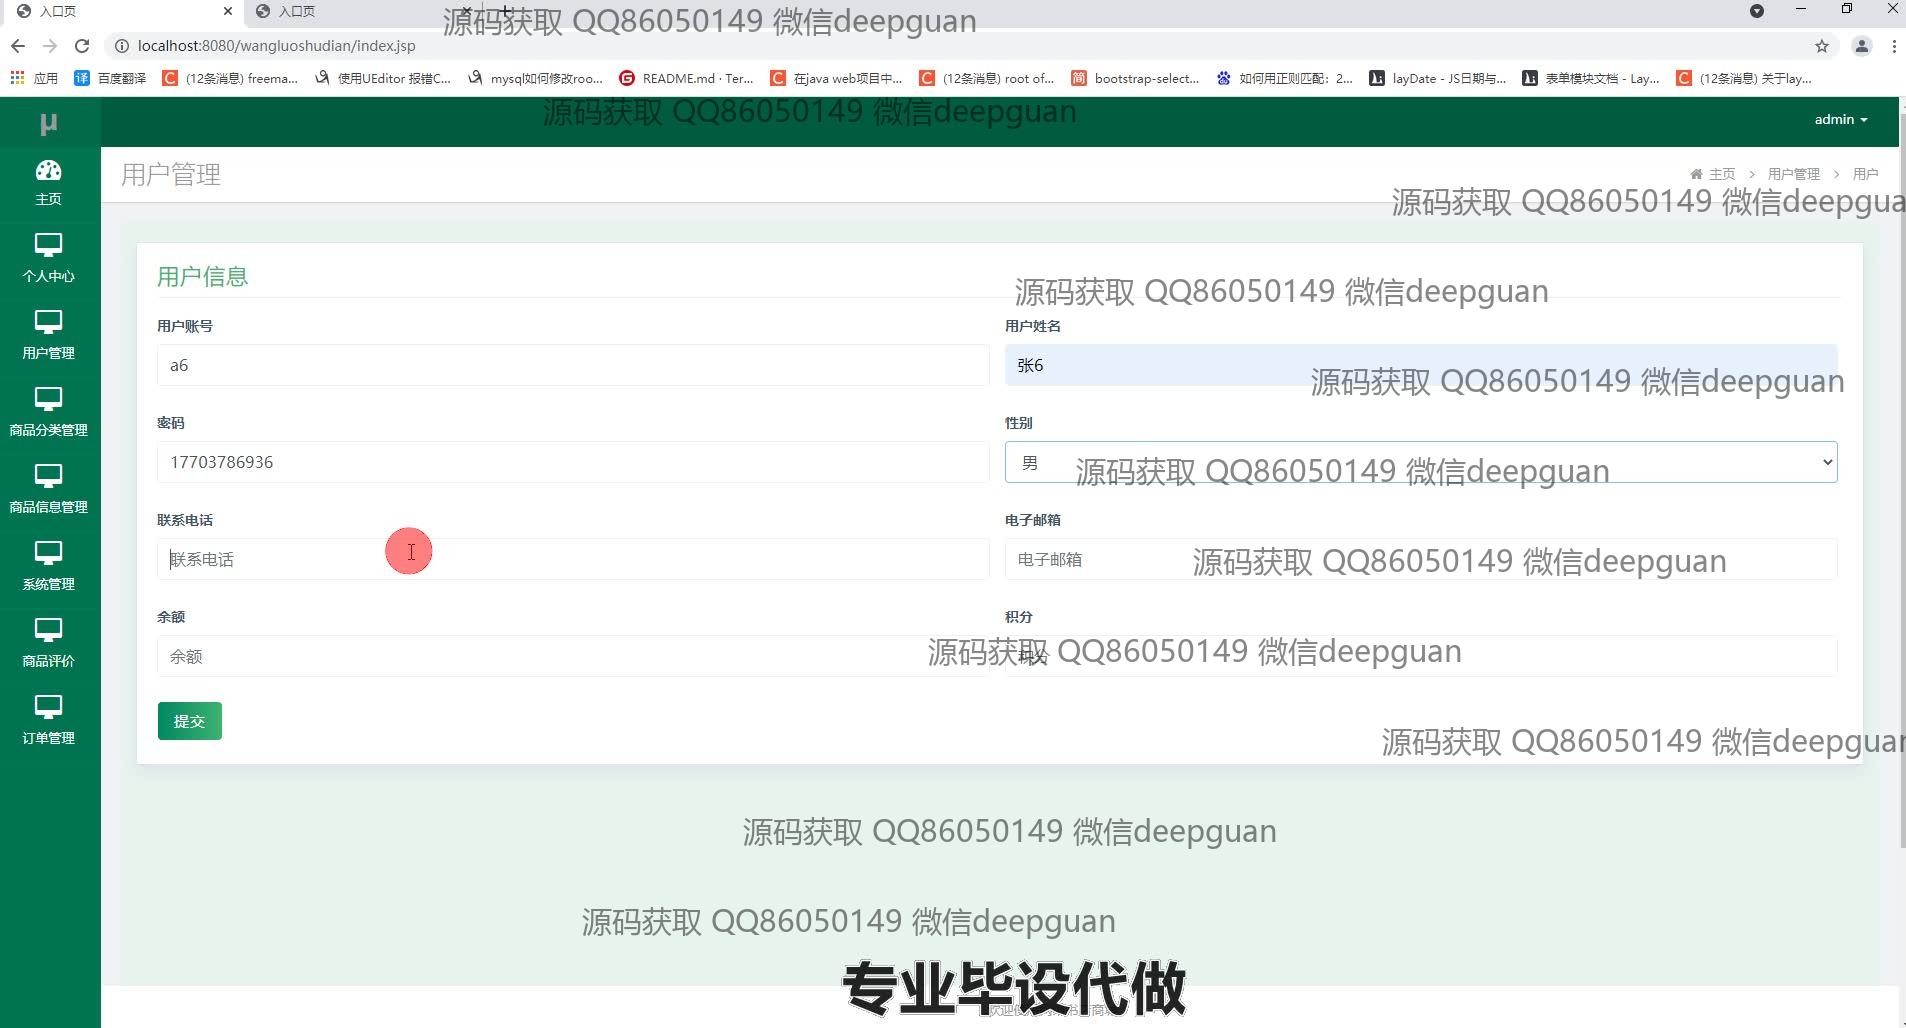 入口页
入口页
源码获取 QQ86050149 微信deepguan
localhost:8080/wangluoshudian/index.jsp
应用
百度翻译
(12条消息) freema...
使用UEditor 报错C...
mysql如何修改roo...
README.md · Ter...
在java web项目中...
(12条消息) root of...
bootstrap-select...
如何用正则匹配：2...
layDate - JS日期与...
表单模块文档 - Lay...
(12条消息) 关于lay...
源码获取 QQ86050149 微信deepguan
μ
admin
用户管理
主页 > 用户管理 > 用户
源码获取 QQ86050149 微信deepgua
主页
个人中心
用户管理
商品分类管理
商品信息管理
系统管理
商品评价
订单管理
用户信息
源码获取 QQ86050149 微信deepguan
用户账号
用户姓名
a6
张6
源码获取 QQ86050149 微信deepguan
密码
性别
17703786936
男
源码获取 QQ86050149 微信deepguan
联系电话
电子邮箱
联系电话
电子邮箱
源码获取 QQ86050149 微信deepguan
余额
积分
余额
积分
源码获取 QQ86050149 微信deepguan
提交
源码获取 QQ86050149 微信deepguan
源码获取 QQ86050149 微信deepguan
源码获取 QQ86050149 微信deepguan
专业毕设代做